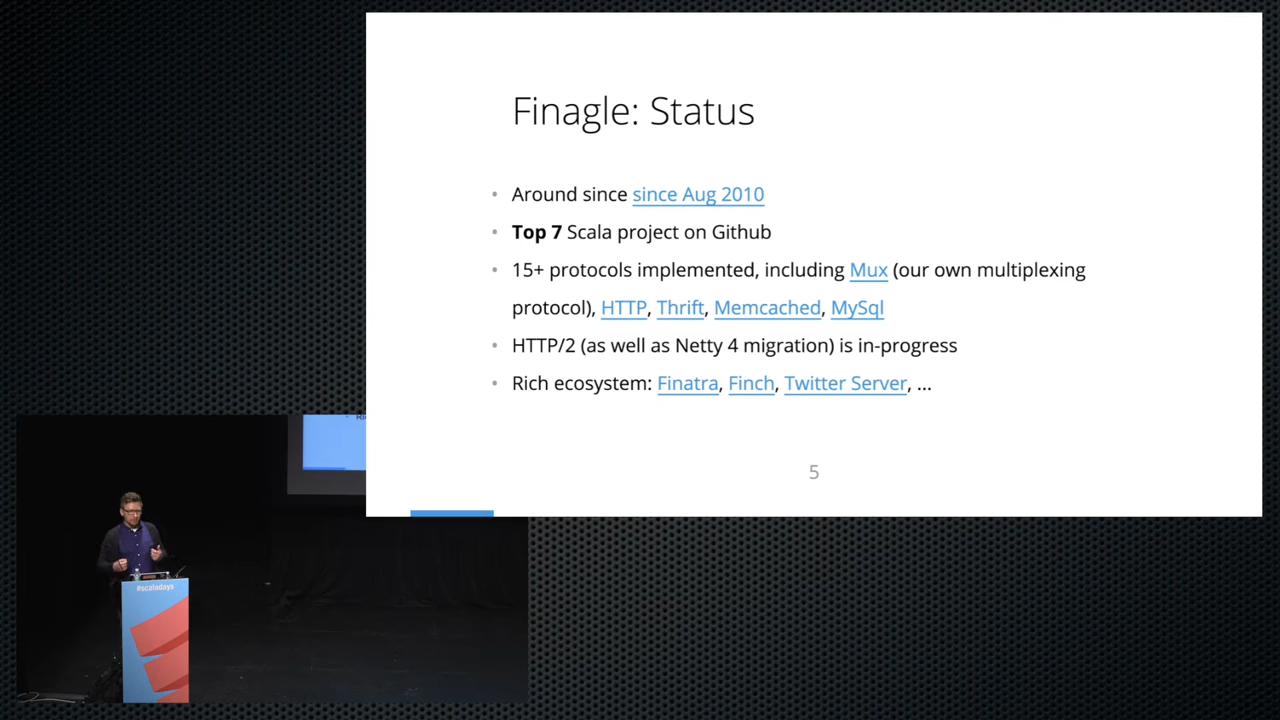 Finagle: Status
• Around since since Aug 2010
• Top 7 Scala project on Github
• 15+ protocols implemented, including Mux (our own multiplexing
protocol), HTTP, Thrift, Memcached, MySql
• HTTP/2 (as well as Netty 4 migration) is in-progress
• Rich ecosystem: Finatra, Finch, Twitter Server, ...
5
#scaladays